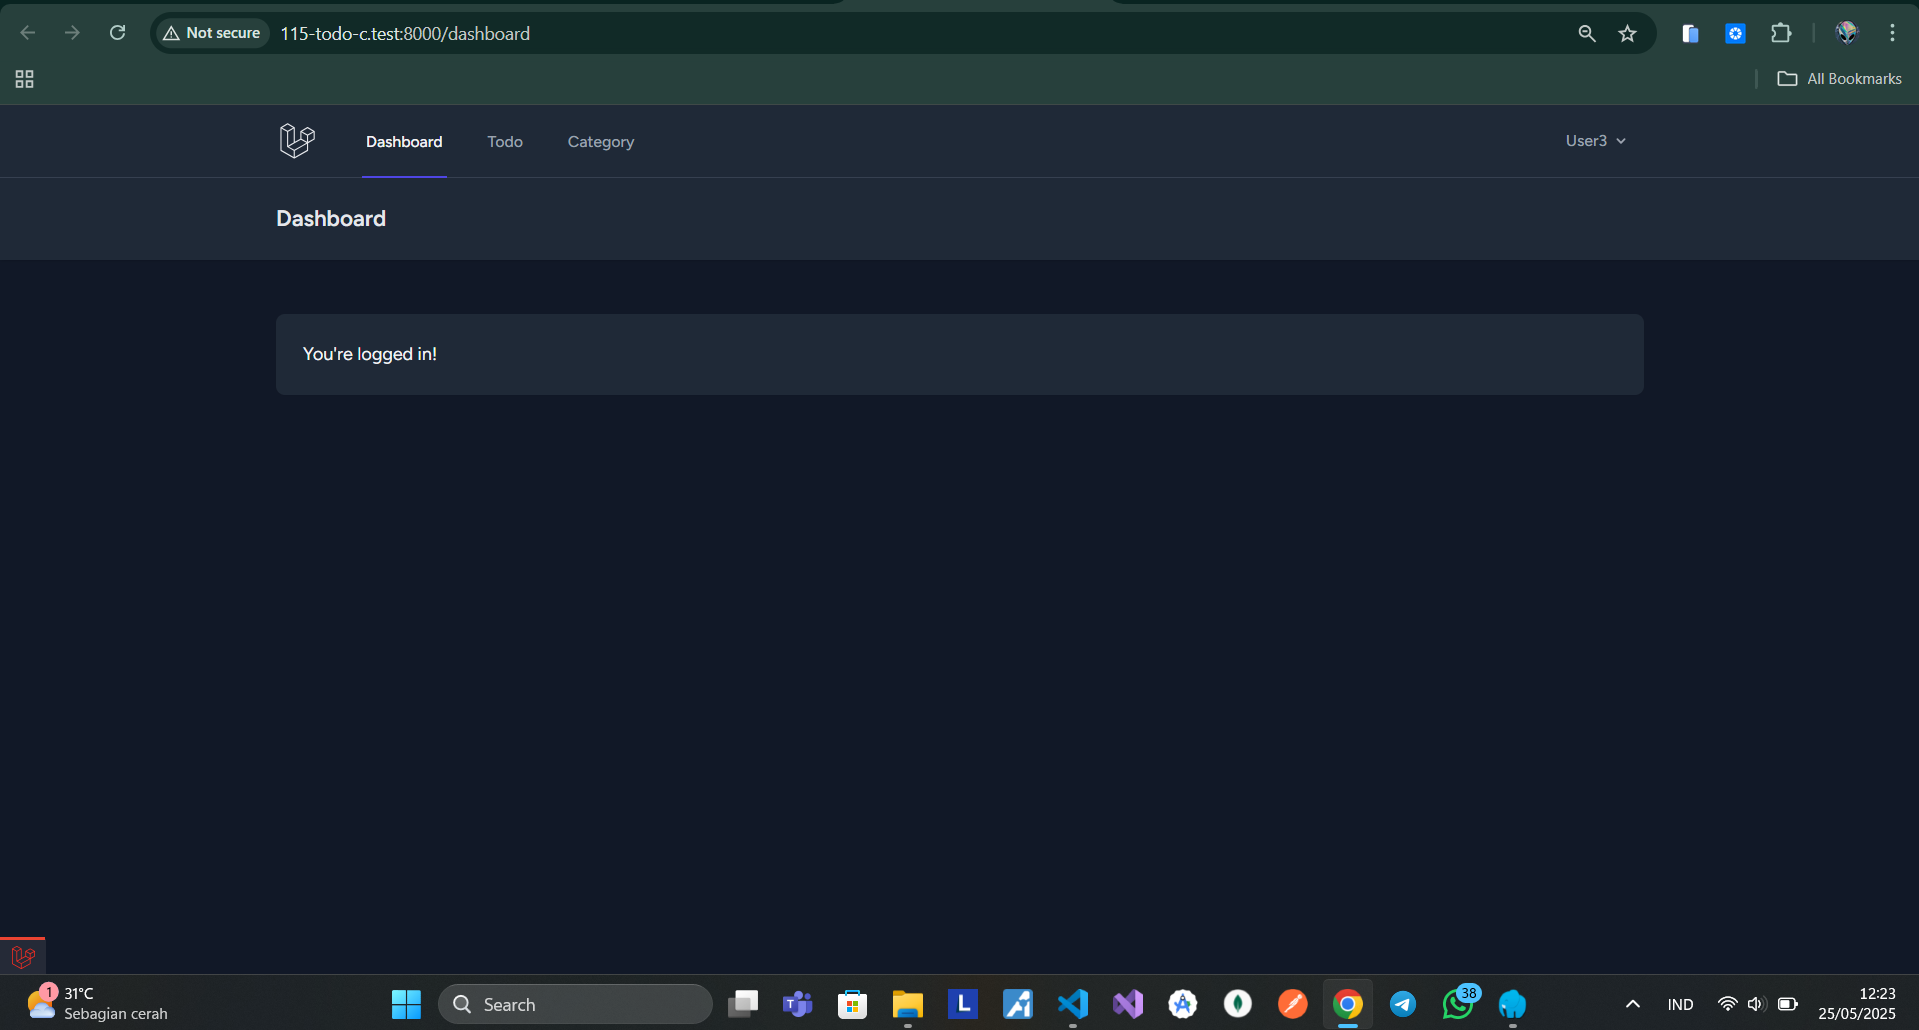 Not secure
115-todo-c.test:8000/dashboard
All Bookmarks
Dashboard
Todo
Category
User3
Dashboard
You're logged in!
1
31°C
Sebagian cerah
Search
T
L
38
IND
12:23
25/05/2025